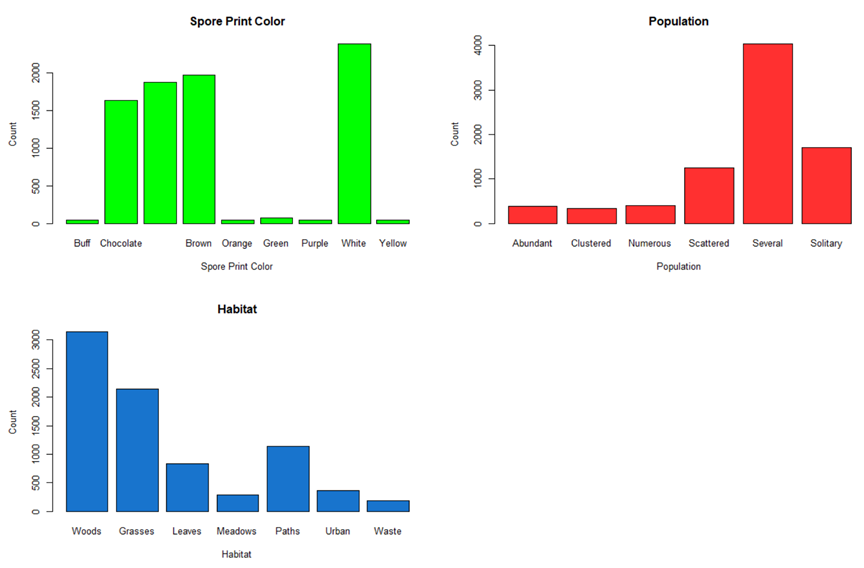 Spore Print Color
2000
1500
1000
500
0
Count
Buff Chocolate Brown Orange Green Purple White Yellow
Spore Print Color
Population
4000
3000
2000
1000
0
Count
Abundant Clustered Numerous Scattered Several Solitary
Population
Habitat
3000
2500
2000
1500
1000
500
0
Count
Woods Grasses Leaves Meadows Paths Urban Waste
Habitat